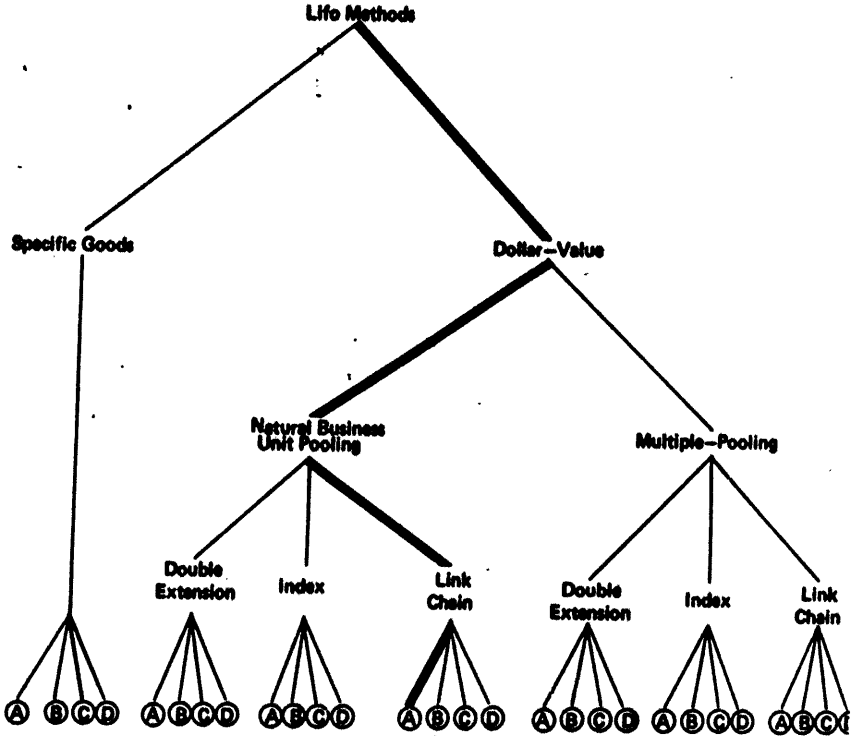 Lifo Methods
Specific Goods
Dollar-Value
Natural Business
Unit Pooling
Multiple-Pooling
Double
Extension
Index
Link
Chain
Double
Extension
Index
Link
Chain
A B C D A B C D A B C D A B C D A B C D A B C D A B C